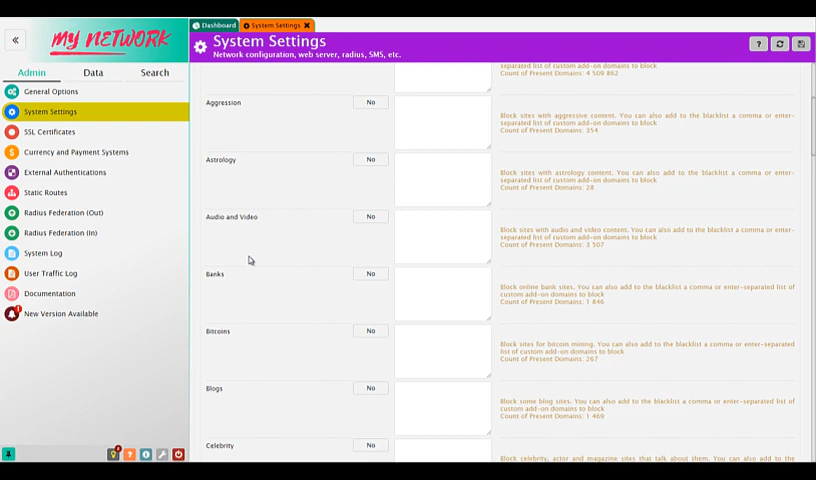 Dashboard
System Settings
MY NETWORK
System Settings
Network configuration, web server, radius, SMS, etc.
?
Admin
Data
Search
General Options
System Settings
SSL Certificates
Currency and Payment Systems
External Authentications
Static Routes
Radius Federation (Out)
Radius Federation (In)
System Log
User Traffic Log
Documentation
New Version Available
separated list of custom add-on domains to block
Count of Present Domains: 4 509 862
Aggression
No
Block sites with aggressive content. You can also add to the blacklist a comma or enter-
separated list of custom add-on domains to block
Count of Present Domains: 354
Astrology
No
Block sites with astrology content. You can also add to the blacklist a comma or enter-
separated list of custom add-on domains to block
Count of Present Domains: 28
Audio and Video
No
Block sites with audio and video content. You can also add to the blacklist a comma or enter-
separated list of custom add-on domains to block
Count of Present Domains: 3 507
Banks
No
Block online bank sites. You can also add to the blacklist a comma or enter-separated list of
custom add-on domains to block
Count of Present Domains: 1 846
Bitcoins
No
Block sites for bitcoin mining. You can also add to the blacklist a comma or enter-separated
list of custom add-on domains to block
Count of Present Domains: 267
Blogs
No
Block some blog sites. You can also add to the blacklist a comma or enter-separated list of
custom add-on domains to block
Count of Present Domains: 1 469
Celebrity
No
Block celebrity, actor and magazine sites that talk about them. You can also add to the